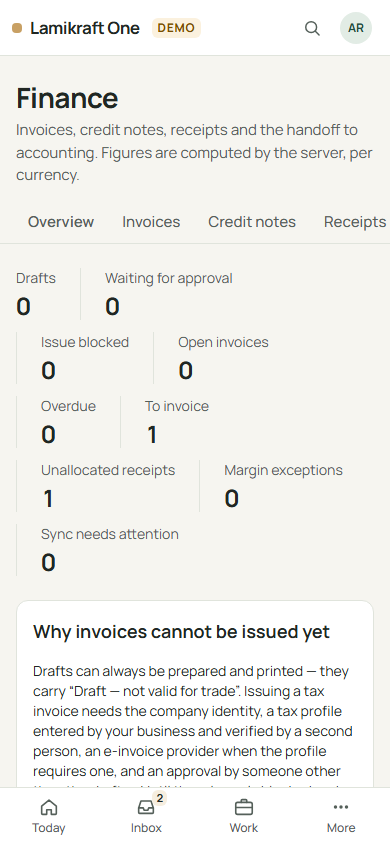 Lamikraft One DEMO AR
Finance
Invoices, credit notes, receipts and the handoff to
accounting. Figures are computed by the server, per
currency.
Overview Invoices Credit notes Receipts
Drafts Waiting for approval
0 0
Issue blocked Open invoices
0 0
Overdue To invoice
0 1
Unallocated receipts Margin exceptions
1 0
Sync needs attention
0
Why invoices cannot be issued yet
Drafts can always be prepared and printed — they
carry “Draft — not valid for trade”. Issuing a tax
invoice needs the company identity, a tax profile
entered by your business and verified by a second
person, an e-invoice provider when the profile
requires one, and an approval by someone other
2
Today Inbox Work More